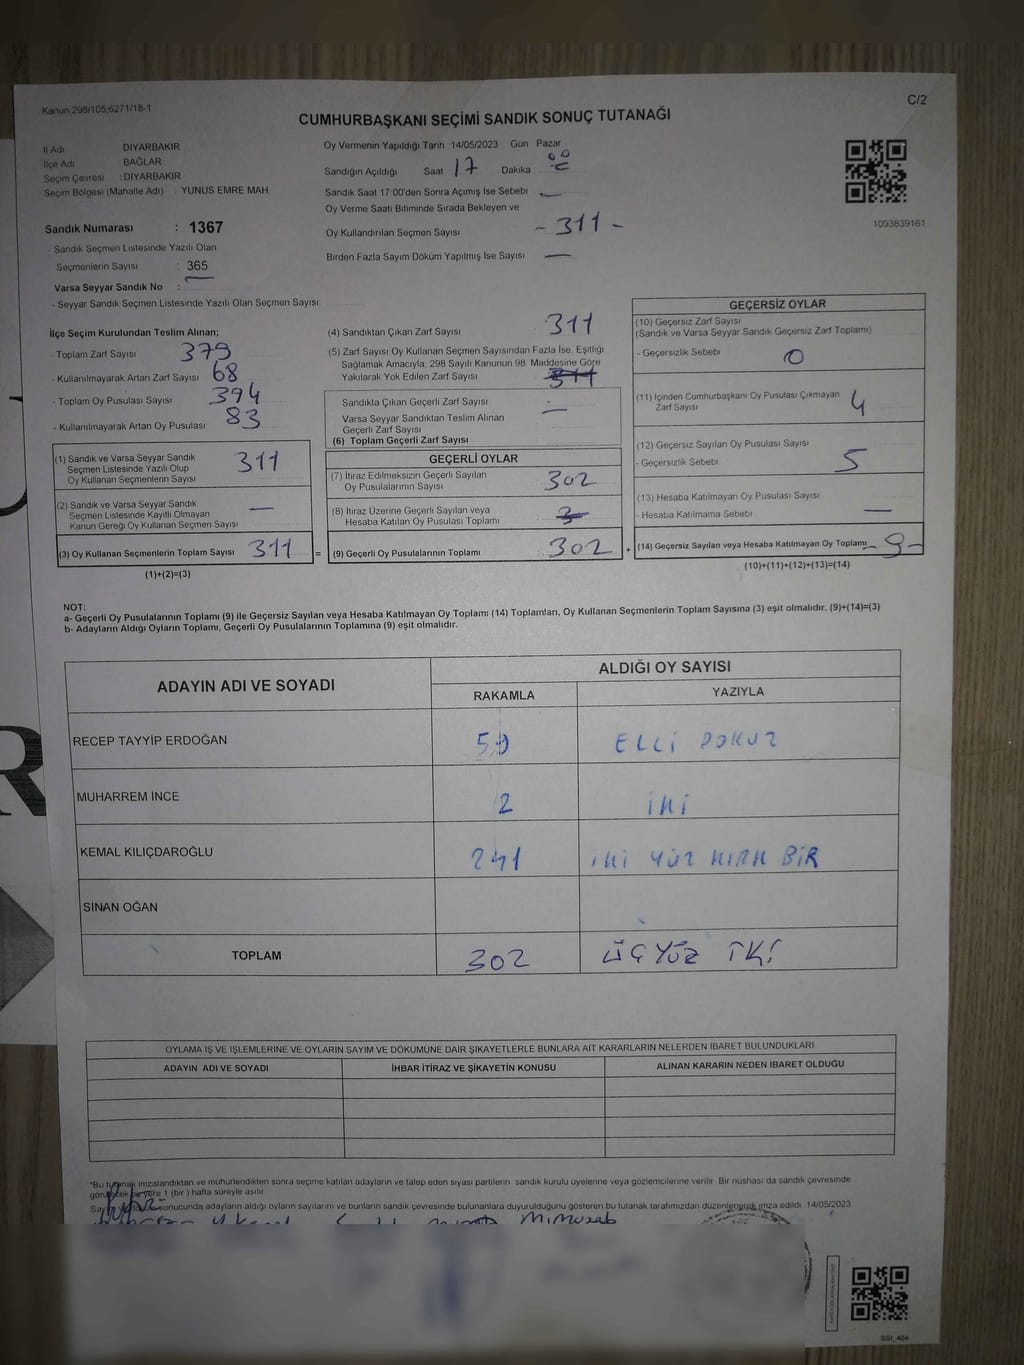 Kanun 298/105,6271/18-1
C/2
CUMHURBAŞKANI SEÇİMİ SANDIK SONUÇ TUTANAĞI
İl Adı DİYARBAKIR
İlçe Adı BAĞLAR
Seçim Çevresi : DİYARBAKIR
Seçim Bölgesi (Mahalle Adı) : YUNUS EMRE MAH.
Sandık Numarası : 1367
- Sandık Seçmen Listesinde Yazılı Olan
Seçmenlerin Sayısı : 365
Varsa Seyyar Sandık No : —
- Seyyar Sandık Seçmen Listesinde Yazılı Olan Seçmen Sayısı
Oy Vermenin Yapıldığı Tarih 14/05/2023 Gün Pazar
Sandığın Açıldığı Saat 17 Dakika 00
Sandık Saat 17 00'den Sonra Açımış İse Sebebi —
Oy Verme Saati Bitiminde Sırada Bekleyen ve
Oy Kullandırılan Seçmen Sayısı - 311 -
Birden Fazla Sayım Döküm Yapılmış İse Sayısı —
1093839161
İlçe Seçim Kurulundan Teslim Alınan;
- Toplam Zarf Sayısı 379
- Kullanılmayarak Artan Zarf Sayısı 68
- Toplam Oy Pusulası Sayısı 394
- Kullanılmayarak Artan Oy Pusulası 83
(1) Sandık ve Varsa Seyyar Sandık
Seçmen Listesinde Yazılı Olup
Oy Kullanan Seçmenlerin Sayısı 311
(2) Sandık ve Varsa Seyyar Sandık
Seçmen Listesinde Kayıtlı Olmayan
Kanun Gereği Oy Kullanan Seçmen Sayısı —
(3) Oy Kullanan Seçmenlerin Toplam Sayısı 311 =
(1)+(2)=(3)
(4) Sandıktan Çıkan Zarf Sayısı 311
(5) Zarf Sayısı Oy Kullanan Seçmen Sayısından Fazla İse, Eşitliği
Sağlamak Amacıyla, 298 Sayılı Kanunun 98. Maddesine Göre
Yakılarak Yok Edilen Zarf Sayısı 311
Sandıkta Çıkan Geçerli Zarf Sayısı —
Varsa Seyyar Sandıktan Teslim Alınan
Geçerli Zarf Sayısı
(6) Toplam Geçerli Zarf Sayısı
GEÇERLİ OYLAR
(7) İtiraz Edilmeksizin Geçerli Sayılan
Oy Pusulalarının Sayısı 302
(8) İtiraz Üzerine Geçerli Sayılan veya
Hesaba Katılan Oy Pusulası Toplamı
(9) Geçerli Oy Pusulalarının Toplamı 302 +
GEÇERSİZ OYLAR
(10) Geçersiz Zarf Sayısı
(Sandık ve Varsa Seyyar Sandık Geçersiz Zarf Toplamı)
- Geçersizlik Sebebi 0
(11) İçinden Cumhurbaşkanı Oy Pusulası Çıkmayan
Zarf Sayısı 4
(12) Geçersiz Sayılan Oy Pusulası Sayısı
- Geçersizlik Sebebi 5
(13) Hesaba Katılmayan Oy Pusulası Sayısı
- Hesaba Katılmama Sebebi —
(14) Geçersiz Sayılan veya Hesaba Katılmayan Oy Toplamı - 9 -
(10)+(11)+(12)+(13)=(14)
NOT:
a- Geçerli Oy Pusulalarının Toplamı (9) ile Geçersiz Sayılan veya Hesaba Katılmayan Oy Toplamı (14) Toplamları, Oy Kullanan Seçmenlerin Toplam Sayısına (3) eşit olmalıdır. (9)+(14)=(3)
b- Adayların Aldığı Oyların Toplamı, Geçerli Oy Pusulalarının Toplamına (9) eşit olmalıdır.
ADAYIN ADI VE SOYADI ALDIĞI OY SAYISI
RAKAMLA YAZIYLA
RECEP TAYYİP ERDOĞAN 59 ELLİ DOKUZ
MUHARREM İNCE 2 İKİ
KEMAL KILIÇDAROĞLU 241 İKİ YÜZ KIRK BİR
SİNAN OĞAN
TOPLAM 302 ÜÇ YÜZ İKİ
OYLAMA İŞ VE İŞLEMLERİNE VE OYLARIN SAYIM VE DÖKÜMÜNE DAİR ŞİKAYETLERLE BUNLARA AİT KARARLARIN NELERDEN İBARET BULUNDUKLARI
ADAYIN ADI VE SOYADI İHBAR İTİRAZ VE ŞİKAYETİN KONUSU ALINAN KARARIN NEDEN İBARET OLDUĞU
*Bu tutanak imzalandıktan ve mühürlendikten sonra seçime katılan adayların ve talep eden siyasi partilerin sandık kurulu üyelerine veya gözlemcilerine verilir. Bir nüshası da sandık çevresinde
görülecek bir yere 1 (bir) hafta süreyle asılır.
sonucunda adayların aldığı oyların sayılarını ve bunların sandık çevresinde bulunanlara duyurulduğunu gösteren bu tutanak tarafımızdan düzenlenerek imza edildi. 14/05/2023